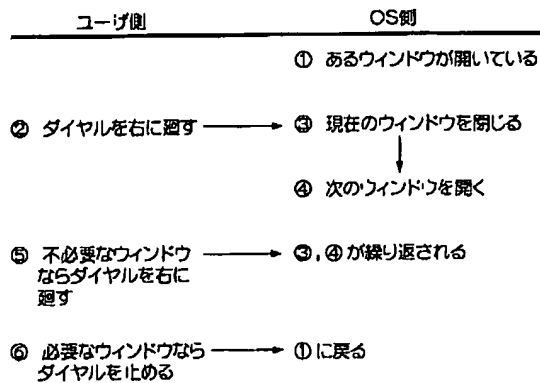 ユーザ側 OS側
① あるウィンドウが開いている
② ダイヤルを右に廻す ③ 現在のウィンドウを閉じる
④ 次のウィンドウを開く
⑤ 不必要なウィンドウ ③, ④ が繰り返される
ならダイヤルを右に
廻す
⑥ 必要なウィンドウなら ① に戻る
ダイヤルを止める